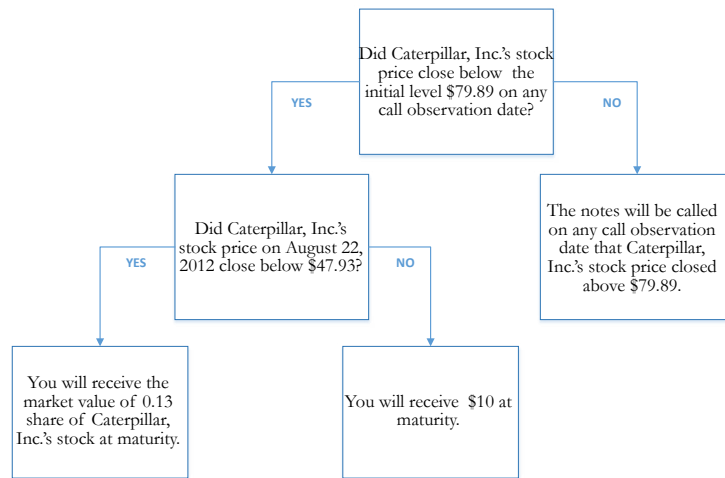 Did Caterpillar, Inc.'s stock
price close below the
initial level $79.89 on any
call observation date?
YES
NO
Did Caterpillar, Inc.'s
stock price on August 22,
2012 close below $47.93?
The notes will be called
on any call observation
date that Caterpillar,
Inc.'s stock price closed
above $79.89.
YES
NO
You will receive the
market value of 0.13
share of Caterpillar,
Inc.'s stock at maturity.
You will receive $10 at
maturity.